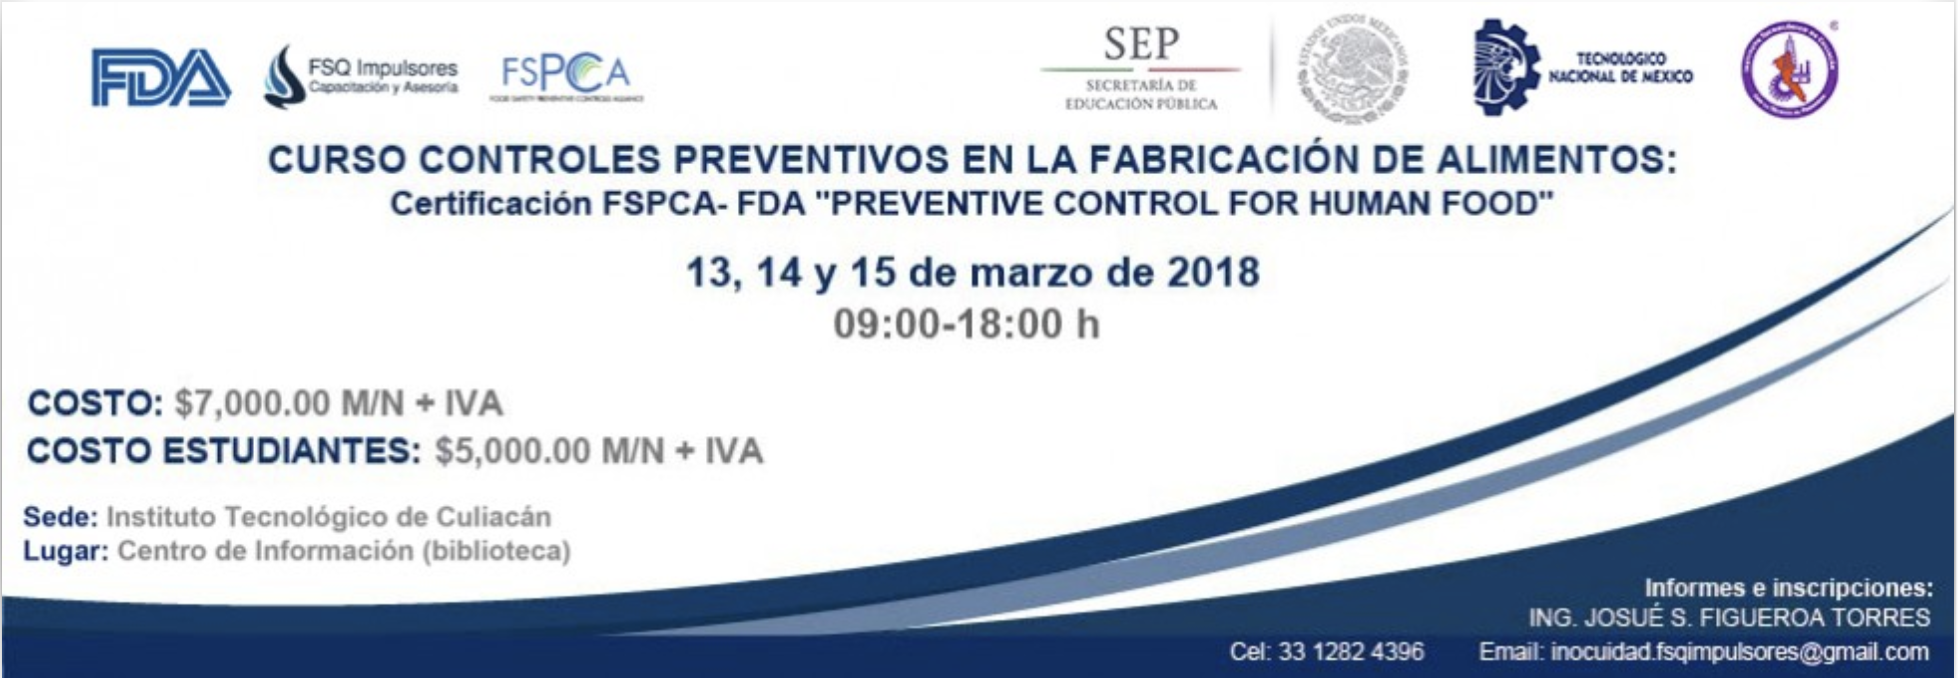 FDA
FSQ Impulsores
Capacitación y Asesoría
FSPCA
FOOD SAFETY PREVENTIVE CONTROLS ALLIANCE
SEP
SECRETARÍA DE
EDUCACIÓN PÚBLICA
ESTADOS UNIDOS MEXICANOS
TECNOLÓGICO
NACIONAL DE MÉXICO
®
CURSO CONTROLES PREVENTIVOS EN LA FABRICACIÓN DE ALIMENTOS:
Certificación FSPCA- FDA "PREVENTIVE CONTROL FOR HUMAN FOOD"
13, 14 y 15 de marzo de 2018
09:00-18:00 h
COSTO: $7,000.00 M/N + IVA
COSTO ESTUDIANTES: $5,000.00 M/N + IVA
Sede: Instituto Tecnológico de Culiacán
Lugar: Centro de Información (biblioteca)
Informes e inscripciones:
ING. JOSUÉ S. FIGUEROA TORRES
Cel: 33 1282 4396 Email: inocuidad.fsqimpulsores@gmail.com